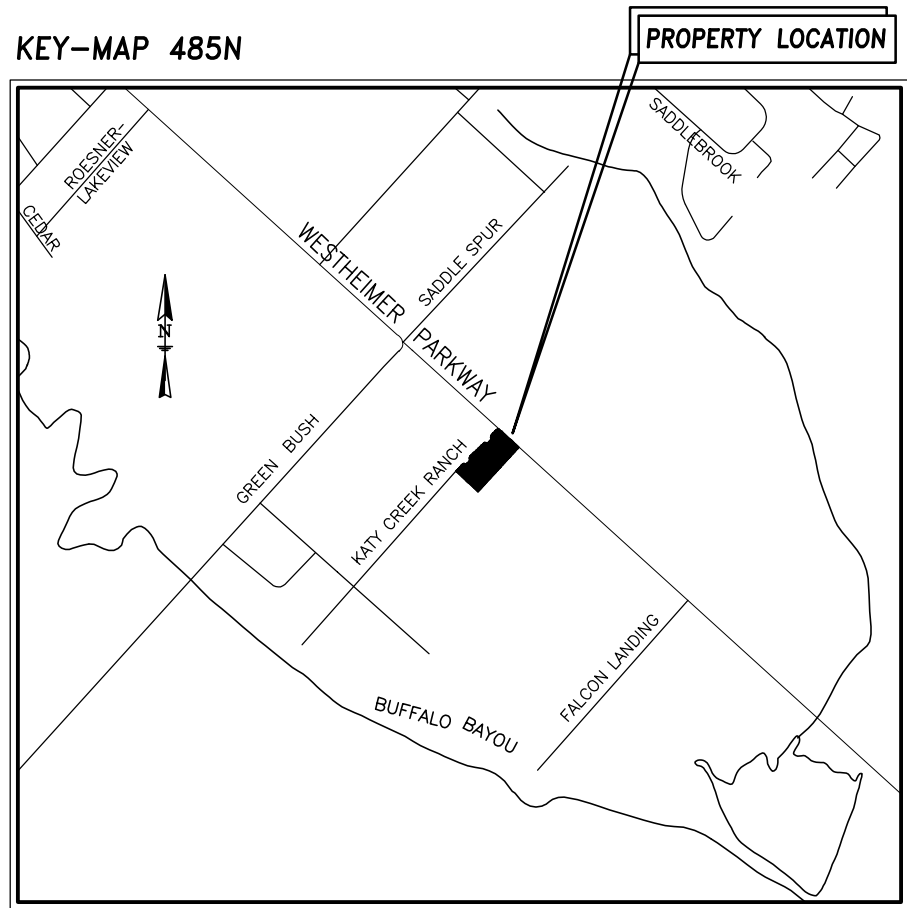 KEY-MAP 485N
PROPERTY LOCATION
ROESNER-
LAKEVIEW
CEDAR
SADDLEBROOK
WESTHEIMER PARKWAY
SADDLE SPUR
N
GREEN BUSH
KATY CREEK RANCH
FALCON LANDING
BUFFALO BAYOU